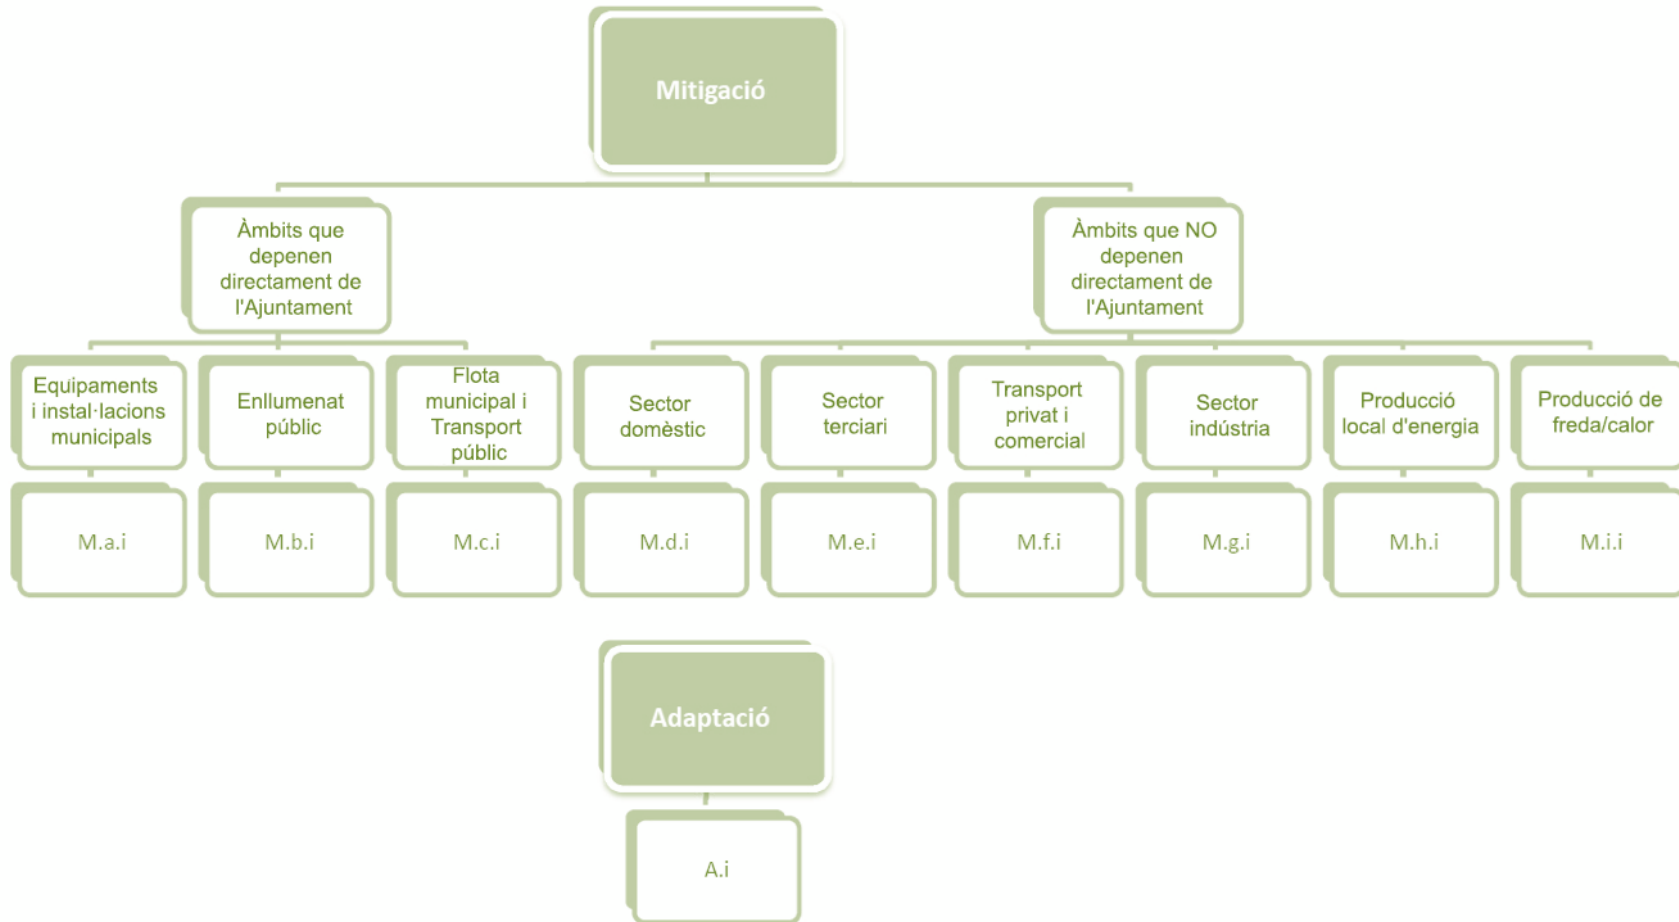 Mitigació
Àmbits que
depenen
directament de
l'Ajuntament
Àmbits que NO
depenen
directament de
l'Ajuntament
Equipaments
i instal·lacions
municipals
Enllumenat
públic
Flota
municipal i
Transport
públic
Sector
domèstic
Sector
terciari
Transport
privat i
comercial
Sector
indústria
Producció
local d'energia
Producció de
freda/calor
M.a.i
M.b.i
M.c.i
M.d.i
M.e.i
M.f.i
M.g.i
M.h.i
M.i.i
Adaptació
A.i